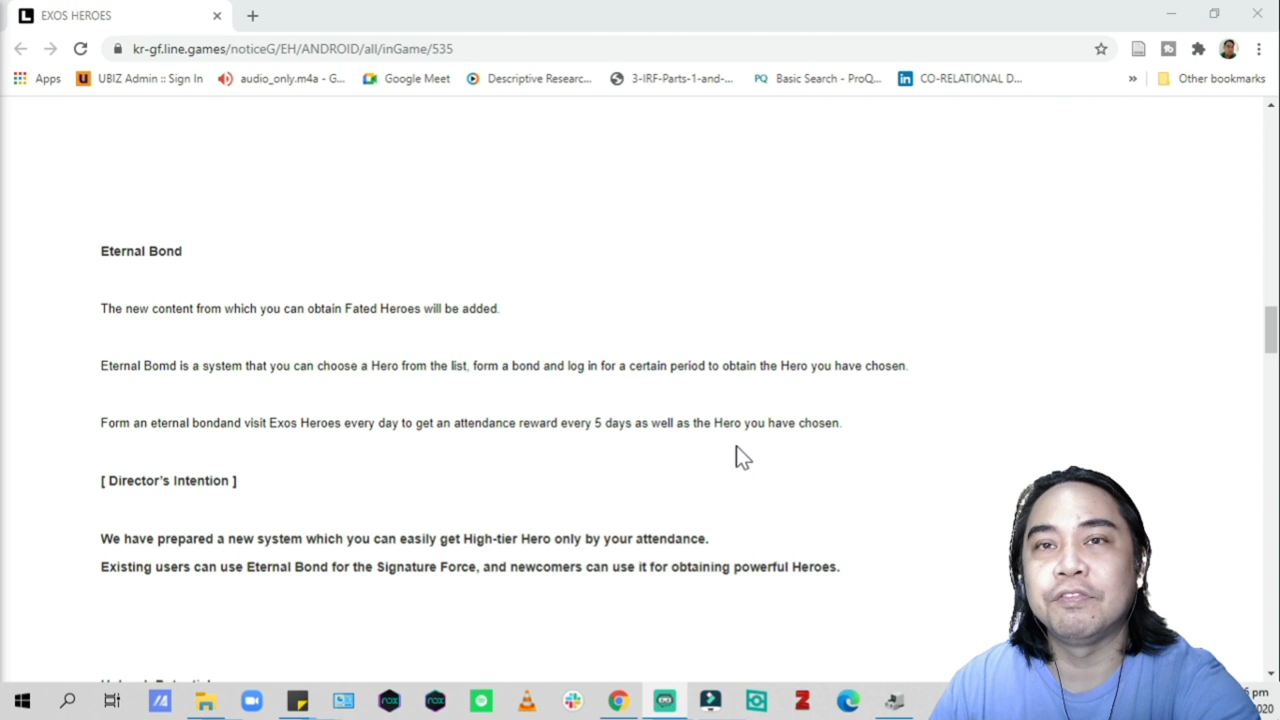 EXOS HEROES
kr-gf.line.games/noticeG/EH/ANDROID/all/inGame/535
Apps UBIZ Admin :: Sign In audio_only.m4a - G... Google Meet Descriptive Researc... 3-IRF-Parts-1-and-... PQ Basic Search - ProQ... in CO-RELATIONAL D... » Other bookmarks
Eternal Bond
The new content from which you can obtain Fated Heroes will be added.
Eternal Bomd is a system that you can choose a Hero from the list, form a bond and log in for a certain period to obtain the Hero you have chosen.
Form an eternal bondand visit Exos Heroes every day to get an attendance reward every 5 days as well as the Hero you have chosen.
[ Director's Intention ]
We have prepared a new system which you can easily get High-tier Hero only by your attendance.
Existing users can use Eternal Bond for the Signature Force, and newcomers can use it for obtaining powerful Heroes.
pm